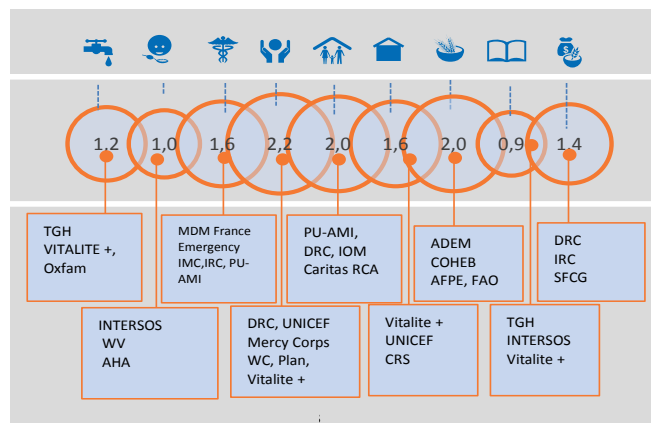 1.2
1,0
1,6
2,2
2,0
1,6
2,0
0,9
1.4
TGH
VITALITE +,
Oxfam
MDM France
Emergency
IMC,IRC, PU-
AMI
PU-AMI,
DRC, IOM
Caritas RCA
ADEM
COHEB
AFPE, FAO
DRC
IRC
SFCG
INTERSOS
WV
AHA
DRC, UNICEF
Mercy Corps
WC, Plan,
Vitalite +
Vitalite +
UNICEF
CRS
TGH
INTERSOS
Vitalite +